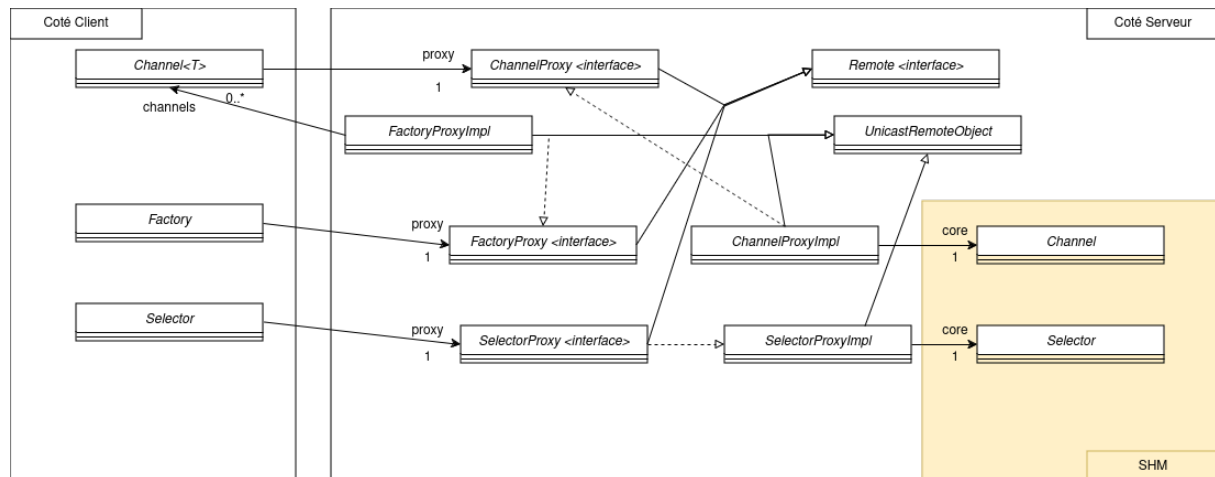 Coté Client
Coté Serveur
Channel<T>
proxy
1
ChannelProxy <interface>
Remote <interface>
0..*
channels
FactoryProxyImpl
UnicastRemoteObject
Factory
proxy
1
FactoryProxy <interface>
ChannelProxyImpl
core
1
Channel
Selector
proxy
1
SelectorProxy <interface>
SelectorProxyImpl
core
1
Selector
SHM